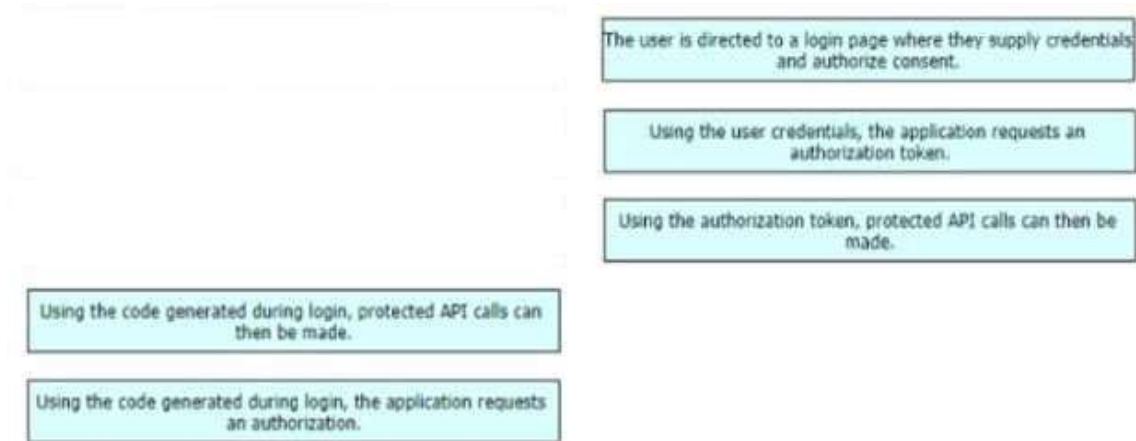 The user is directed to a login page where they supply credentials
and authorize consent.
Using the user credentials, the application requests an
authorization token.
Using the authorization token, protected API calls can then be
made.
Using the code generated during login, protected API calls can
then be made.
Using the code generated during login, the application requests
an authorization.